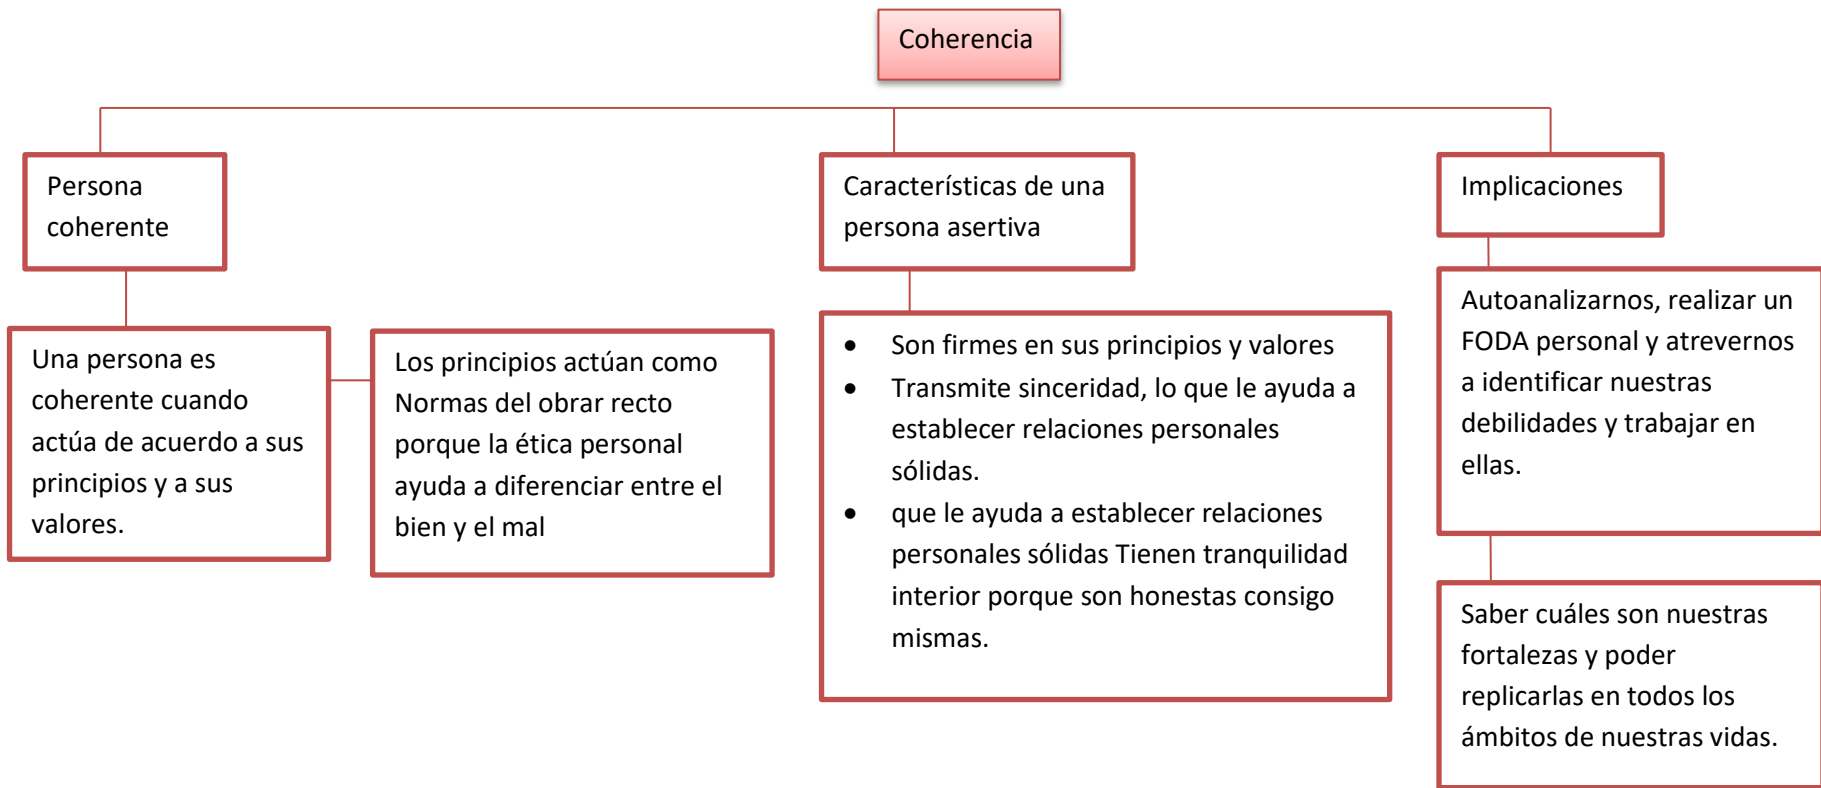 Coherencia
Persona
coherente
Una persona es
coherente cuando
actúa de acuerdo a sus
principios y a sus
valores.
Los principios actúan como
Normas del obrar recto
porque la ética personal
ayuda a diferenciar entre el
bien y el mal
Características de una
persona asertiva
• Son firmes en sus principios y valores
• Transmite sinceridad, lo que le ayuda a
establecer relaciones personales
sólidas.
• que le ayuda a establecer relaciones
personales sólidas Tienen tranquilidad
interior porque son honestas consigo
mismas.
Implicaciones
Autoanalizarnos, realizar un
FODA personal y atrevernos
a identificar nuestras
debilidades y trabajar en
ellas.
Saber cuáles son nuestras
fortalezas y poder
replicarlas en todos los
ámbitos de nuestras vidas.